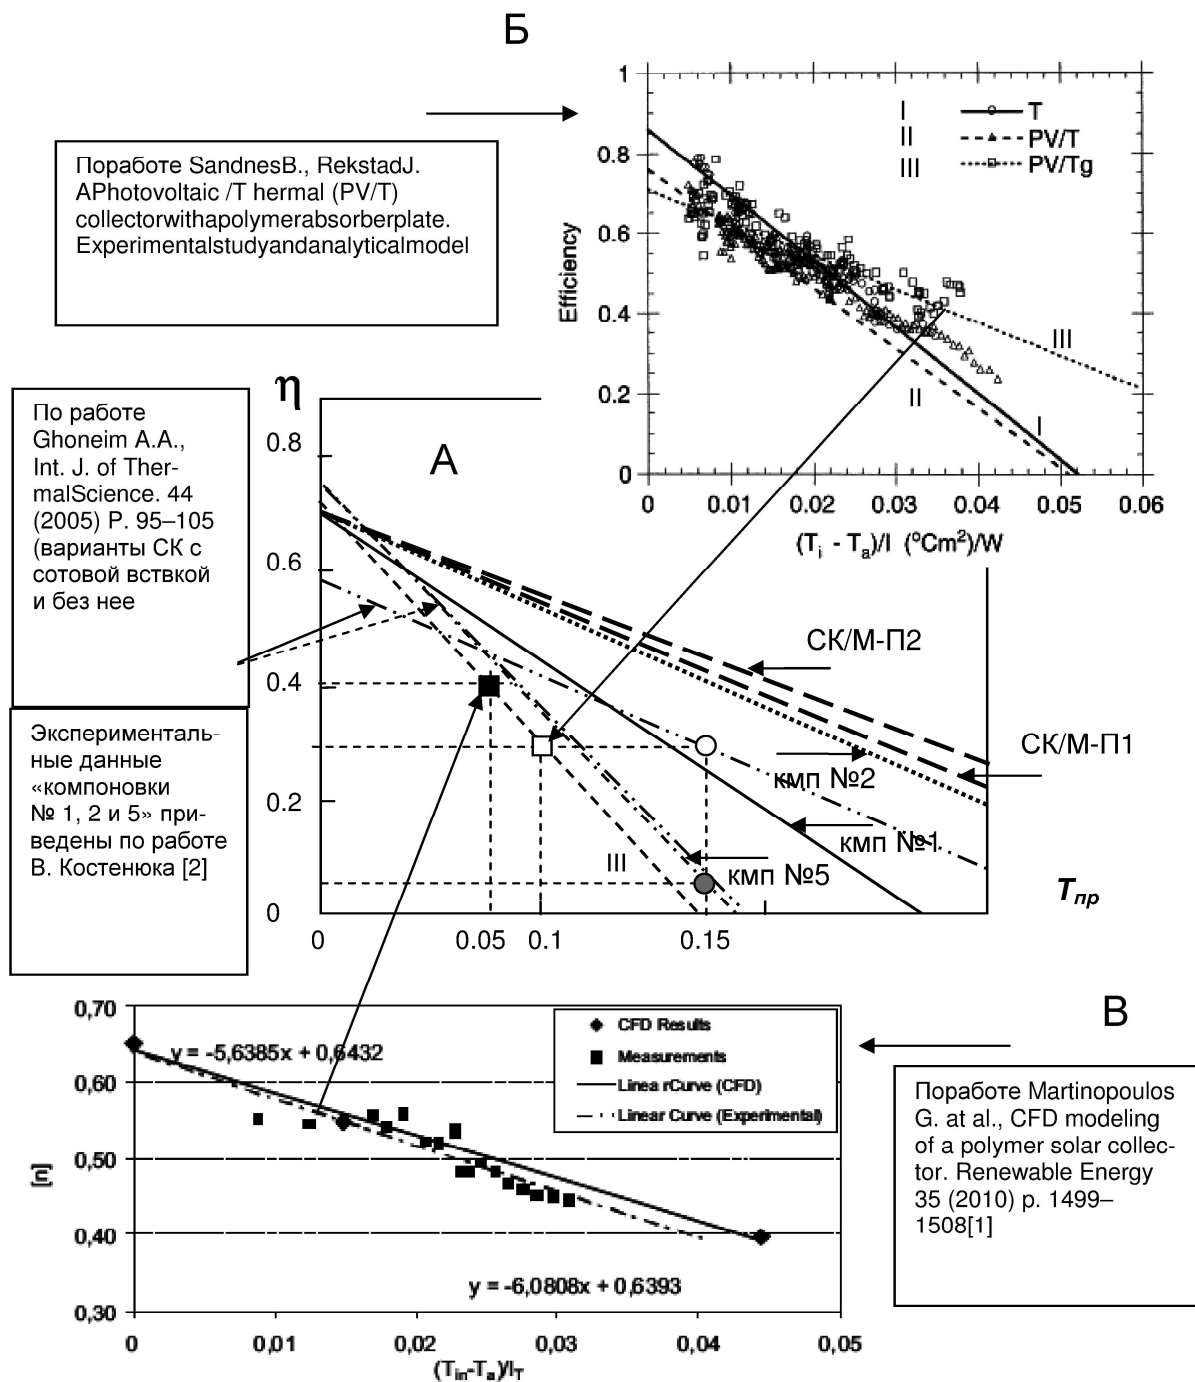 Б
Поработе SandnesB., RekstadJ.
APhotovoltaic /T hermal (PV/T)
collectorwithapolymerabsorberplate.
Experimentalstudyandanalyticalmodel
1
0.8
0.6
0.4
0.2
0
Efficiency
I T
II PV/T
III PV/Tg
III
II
I
0 0.01 0.02 0.03 0.04 0.05 0.06
(Ti - Ta)/I (°Cm²)/W
По работе
Ghoneim A.A.,
Int. J. of Ther-
malScience. 44
(2005) P. 95–105
(варианты СК с
сотовой вствкой
и без нее
Эксперименталь-
ные данные
«компоновки
№ 1, 2 и 5» при-
ведены по работе
В. Костенюка [2]
η
А
0.8
0.6
0.4
0.2
0
СК/М-П2
СК/М-П1
кмп №2
кмп №1
кмп №5
III
Tпр
0 0.05 0.1 0.15
В
0,70
0,60
0,50
0,40
0,30
[n]
y = -5,6385x + 0,6432
CFD Results
Measurements
Linea rCurve (CFD)
Linear Curve (Experimental)
y = -6,0808x + 0,6393
0 0,01 0,02 0,03 0,04 0,05
(Tin-Ta)/IT
Поработе Martinopoulos
G. at al., CFD modeling
of a polymer solar collec-
tor. Renewable Energy
35 (2010) p. 1499–
1508[1]